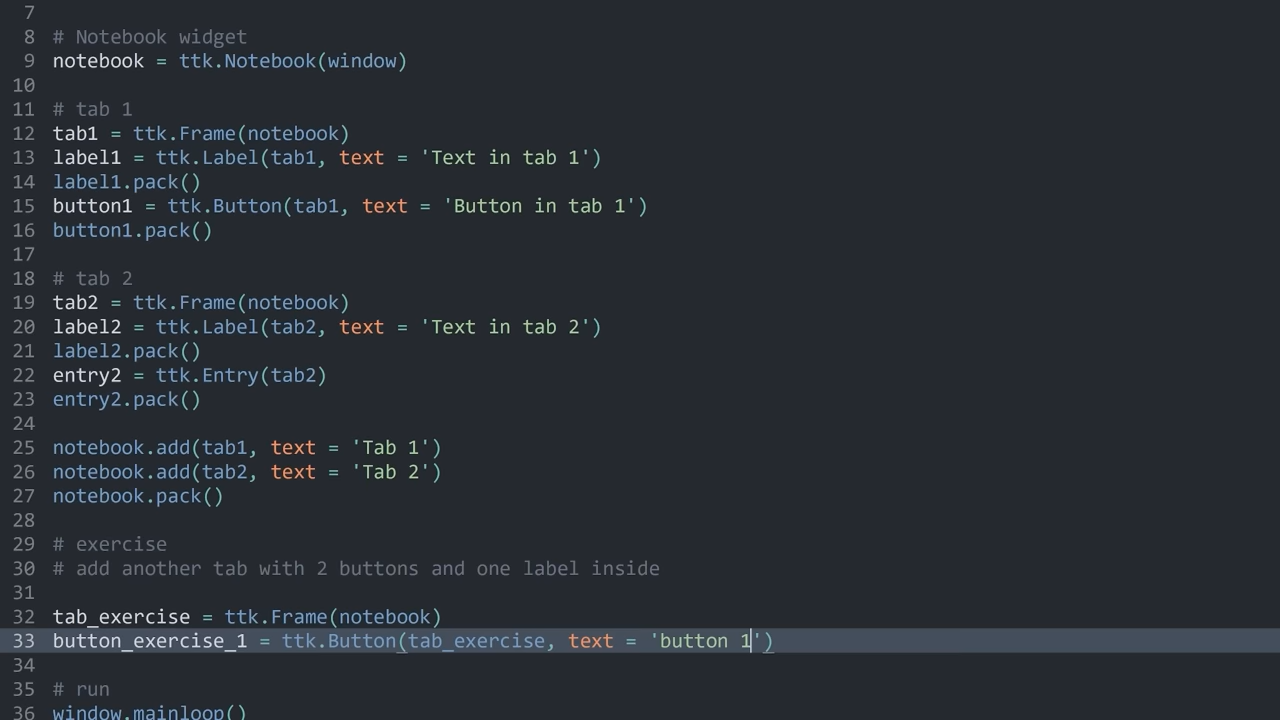 7
8 # Notebook widget
9 notebook = ttk.Notebook(window)
10
11 # tab 1
12 tab1 = ttk.Frame(notebook)
13 label1 = ttk.Label(tab1, text = 'Text in tab 1')
14 label1.pack()
15 button1 = ttk.Button(tab1, text = 'Button in tab 1')
16 button1.pack()
17
18 # tab 2
19 tab2 = ttk.Frame(notebook)
20 label2 = ttk.Label(tab2, text = 'Text in tab 2')
21 label2.pack()
22 entry2 = ttk.Entry(tab2)
23 entry2.pack()
24
25 notebook.add(tab1, text = 'Tab 1')
26 notebook.add(tab2, text = 'Tab 2')
27 notebook.pack()
28
29 # exercise
30 # add another tab with 2 buttons and one label inside
31
32 tab_exercise = ttk.Frame(notebook)
33 button_exercise_1 = ttk.Button(tab_exercise, text = 'button 1')
34
35 # run
36 window.mainloop()